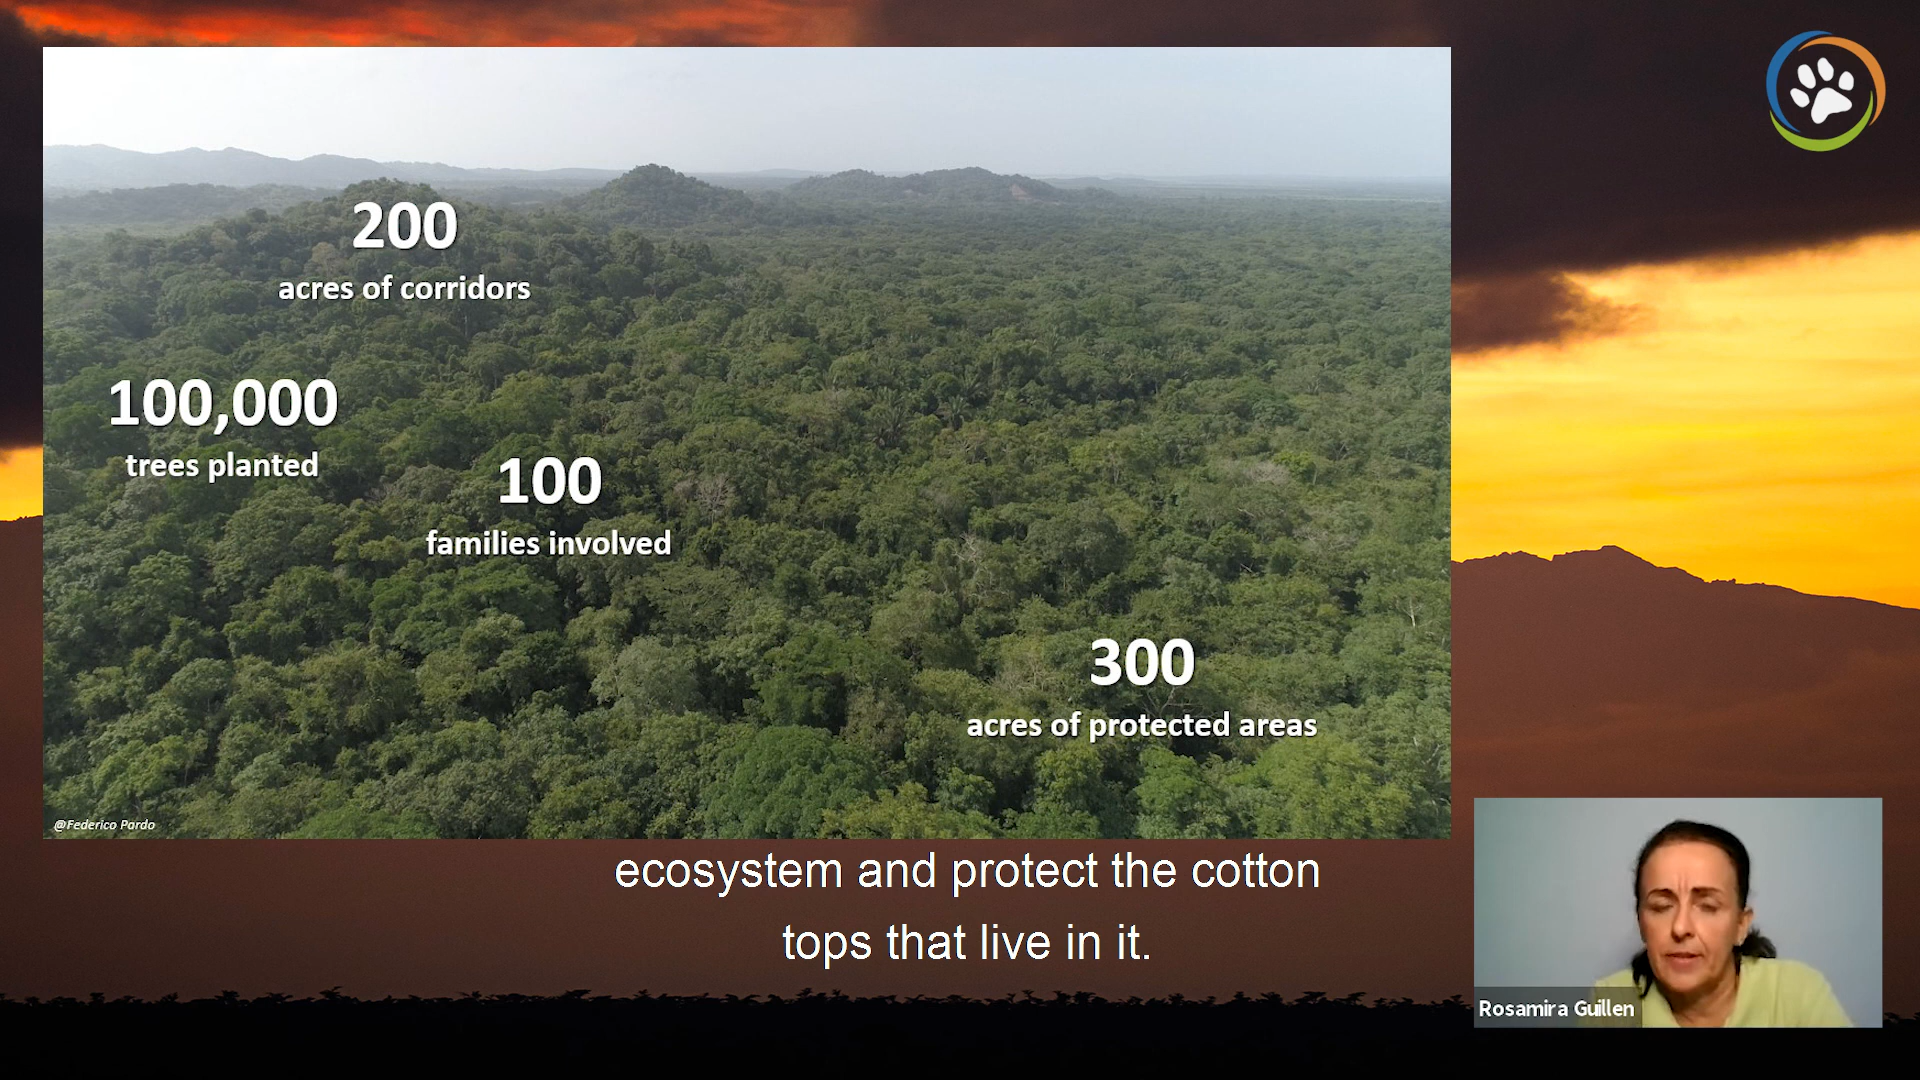 200
acres of corridors
100,000
trees planted
100
families involved
300
acres of protected areas
@Federico Pardo
ecosystem and protect the cotton
tops that live in it.
Rosamira Guillen